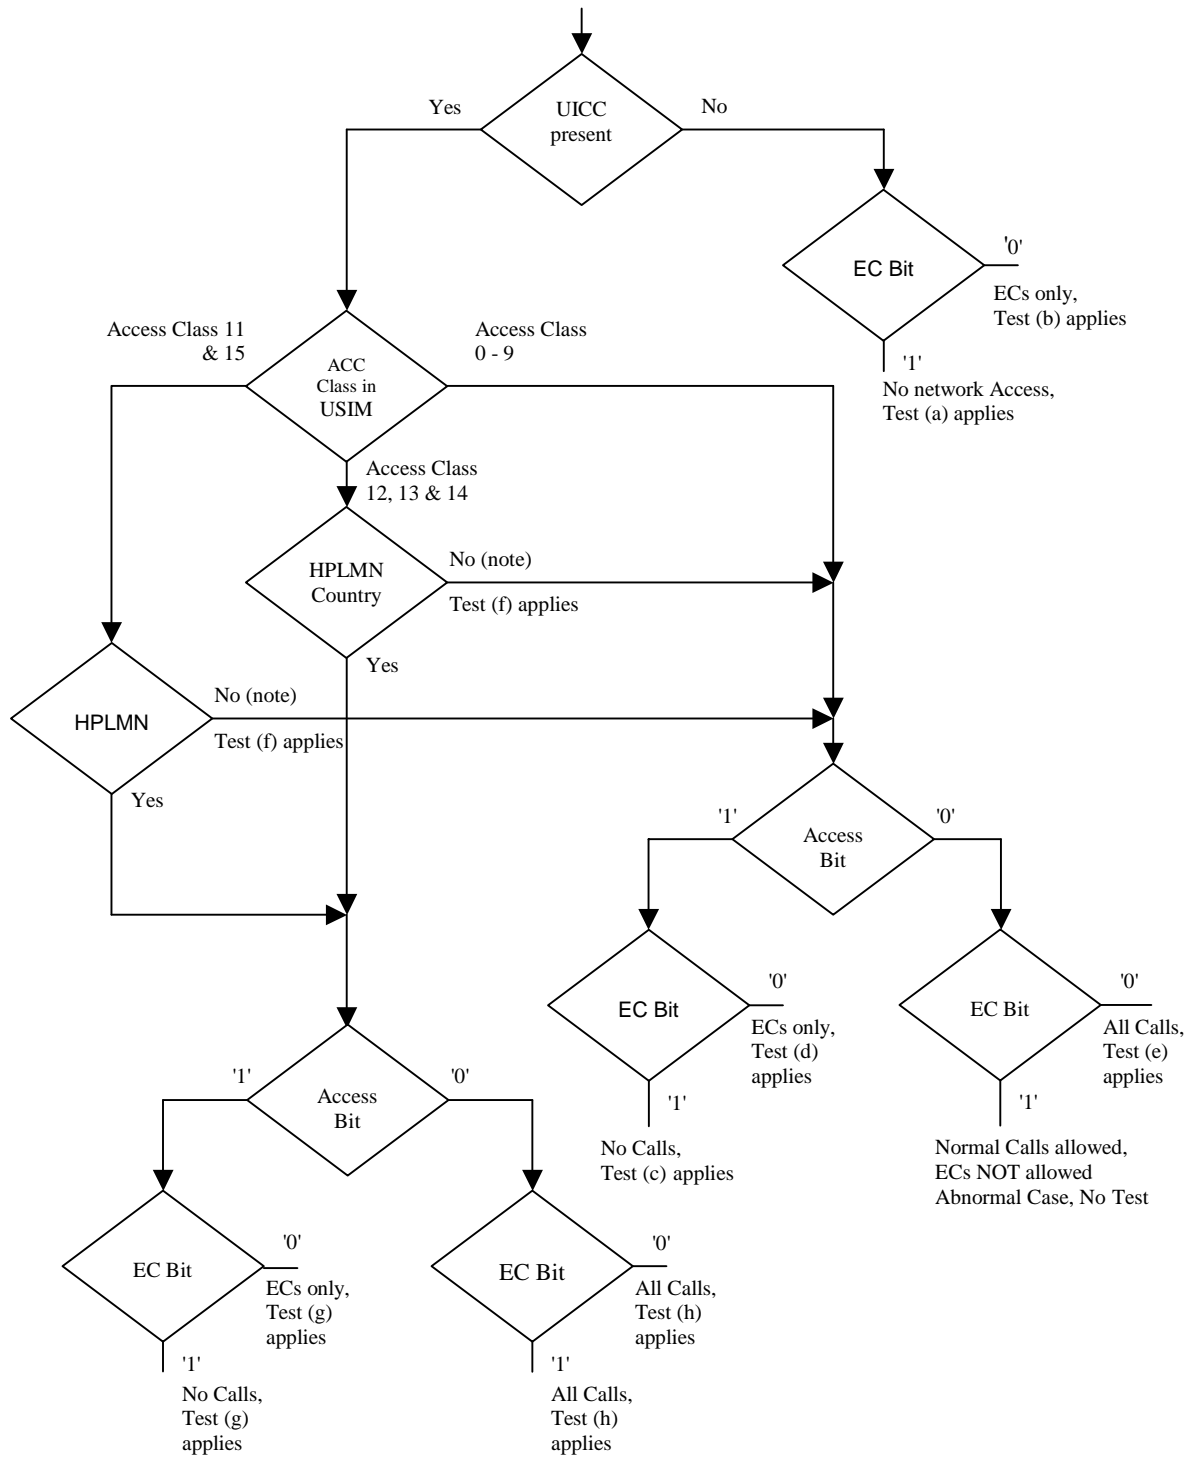 Yes
UICC
present
No
EC Bit
'0'
ECs only,
Test (b) applies
'1'
No network Access,
Test (a) applies
Access Class 11
& 15
ACC
Class in
USIM
Access Class
0 - 9
Access Class
12, 13 & 14
HPLMN
Country
No (note)
Test (f) applies
Yes
HPLMN
No (note)
Test (f) applies
Yes
'1'
Access
Bit
'0'
EC Bit
'0'
ECs only,
Test (d)
applies
'1'
No Calls,
Test (c) applies
EC Bit
'0'
All Calls,
Test (e)
applies
'1'
Normal Calls allowed,
ECs NOT allowed
Abnormal Case, No Test
'1'
Access
Bit
'0'
EC Bit
'0'
ECs only,
Test (g)
applies
'1'
No Calls,
Test (g)
applies
EC Bit
'0'
All Calls,
Test (h)
applies
'1'
All Calls,
Test (h)
applies